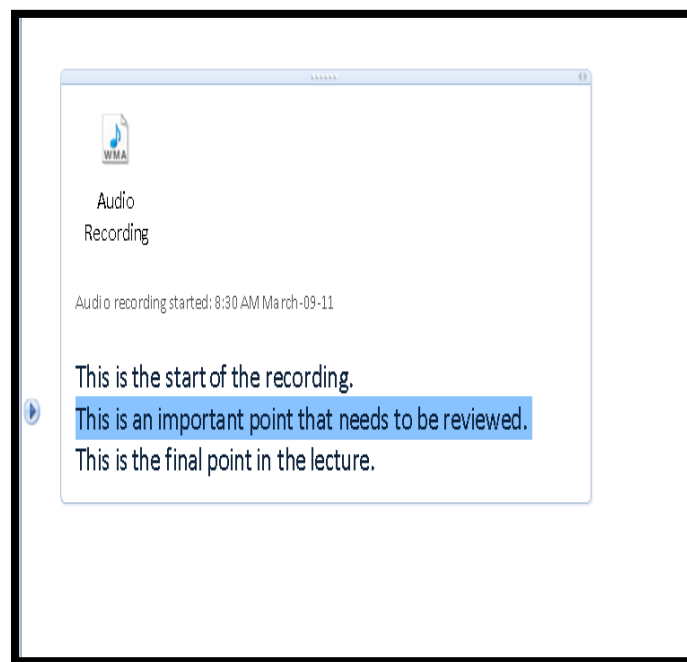 WMA
Audio
Recording
Audio recording started: 8:30 AM March-09-11
This is the start of the recording.
This is an important point that needs to be reviewed.
This is the final point in the lecture.